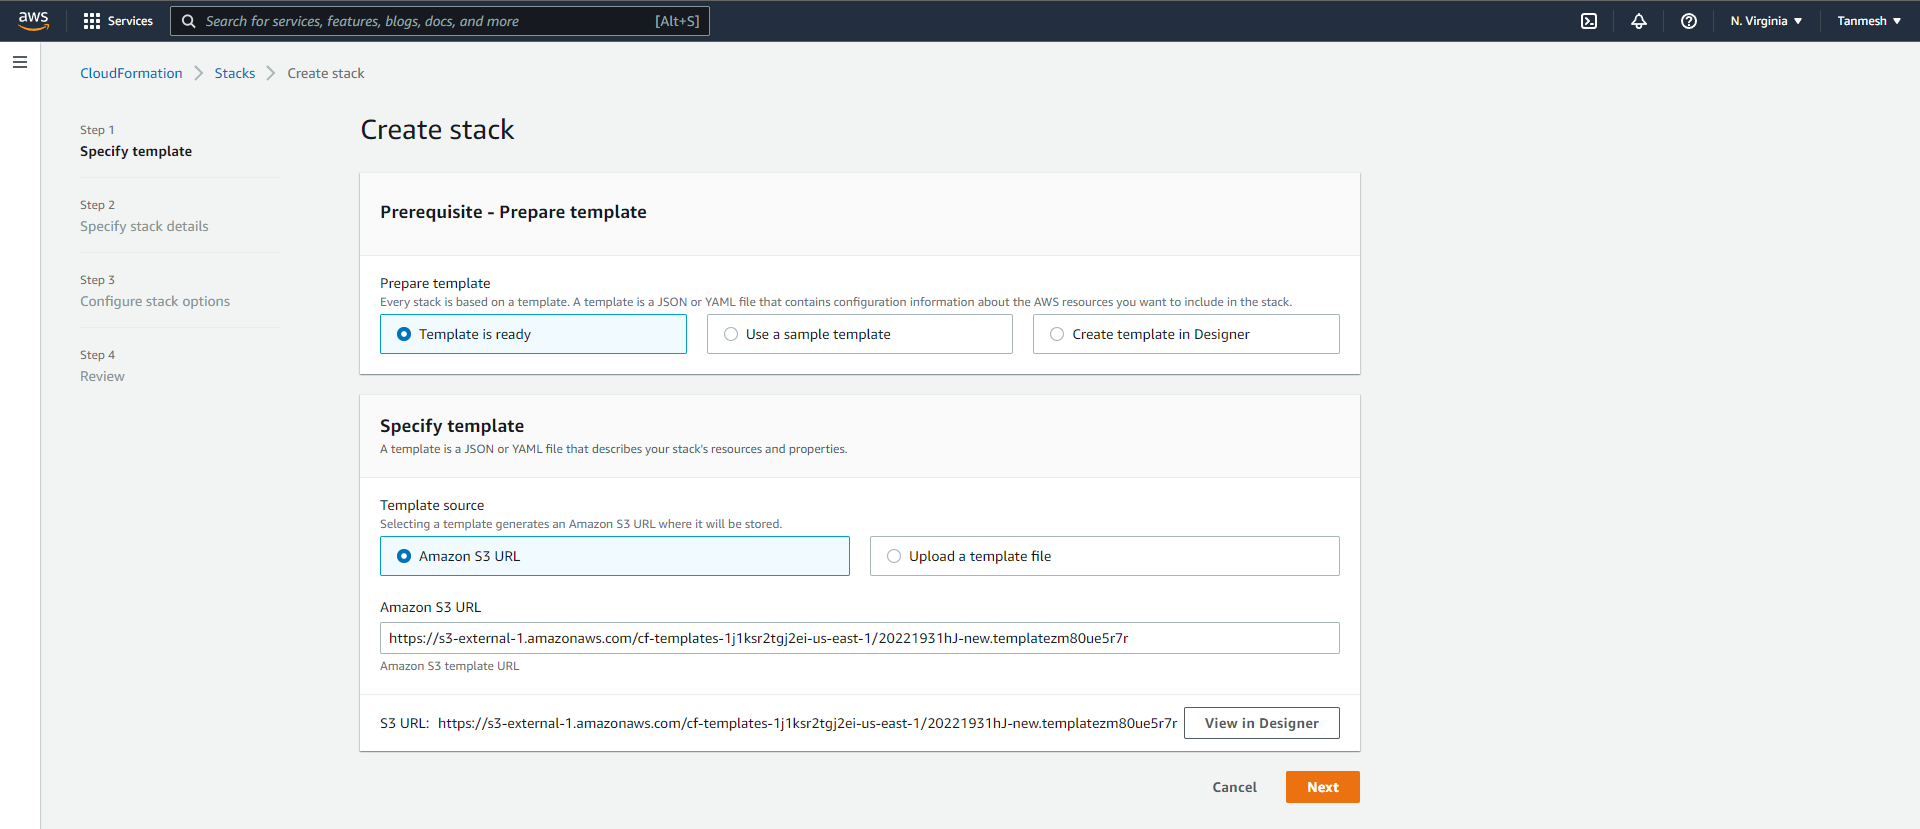 aws
Services
Search for services, features, blogs, docs, and more [Alt+S]
N. Virginia
Tanmesh
CloudFormation
Stacks
Create stack
Step 1
Specify template
Step 2
Specify stack details
Step 3
Configure stack options
Step 4
Review
Create stack
Prerequisite - Prepare template
Prepare template
Every stack is based on a template. A template is a JSON or YAML file that contains configuration information about the AWS resources you want to include in the stack.
Template is ready
Use a sample template
Create template in Designer
Specify template
A template is a JSON or YAML file that describes your stack's resources and properties.
Template source
Selecting a template generates an Amazon S3 URL where it will be stored.
Amazon S3 URL
Upload a template file
Amazon S3 URL
https://s3-external-1.amazonaws.com/cf-templates-1j1ksr2tgj2ei-us-east-1/20221931hJ-new.templatezm80ue5r7r
Amazon S3 template URL
S3 URL: https://s3-external-1.amazonaws.com/cf-templates-1j1ksr2tgj2ei-us-east-1/20221931hJ-new.templatezm80ue5r7r
View in Designer
Cancel
Next